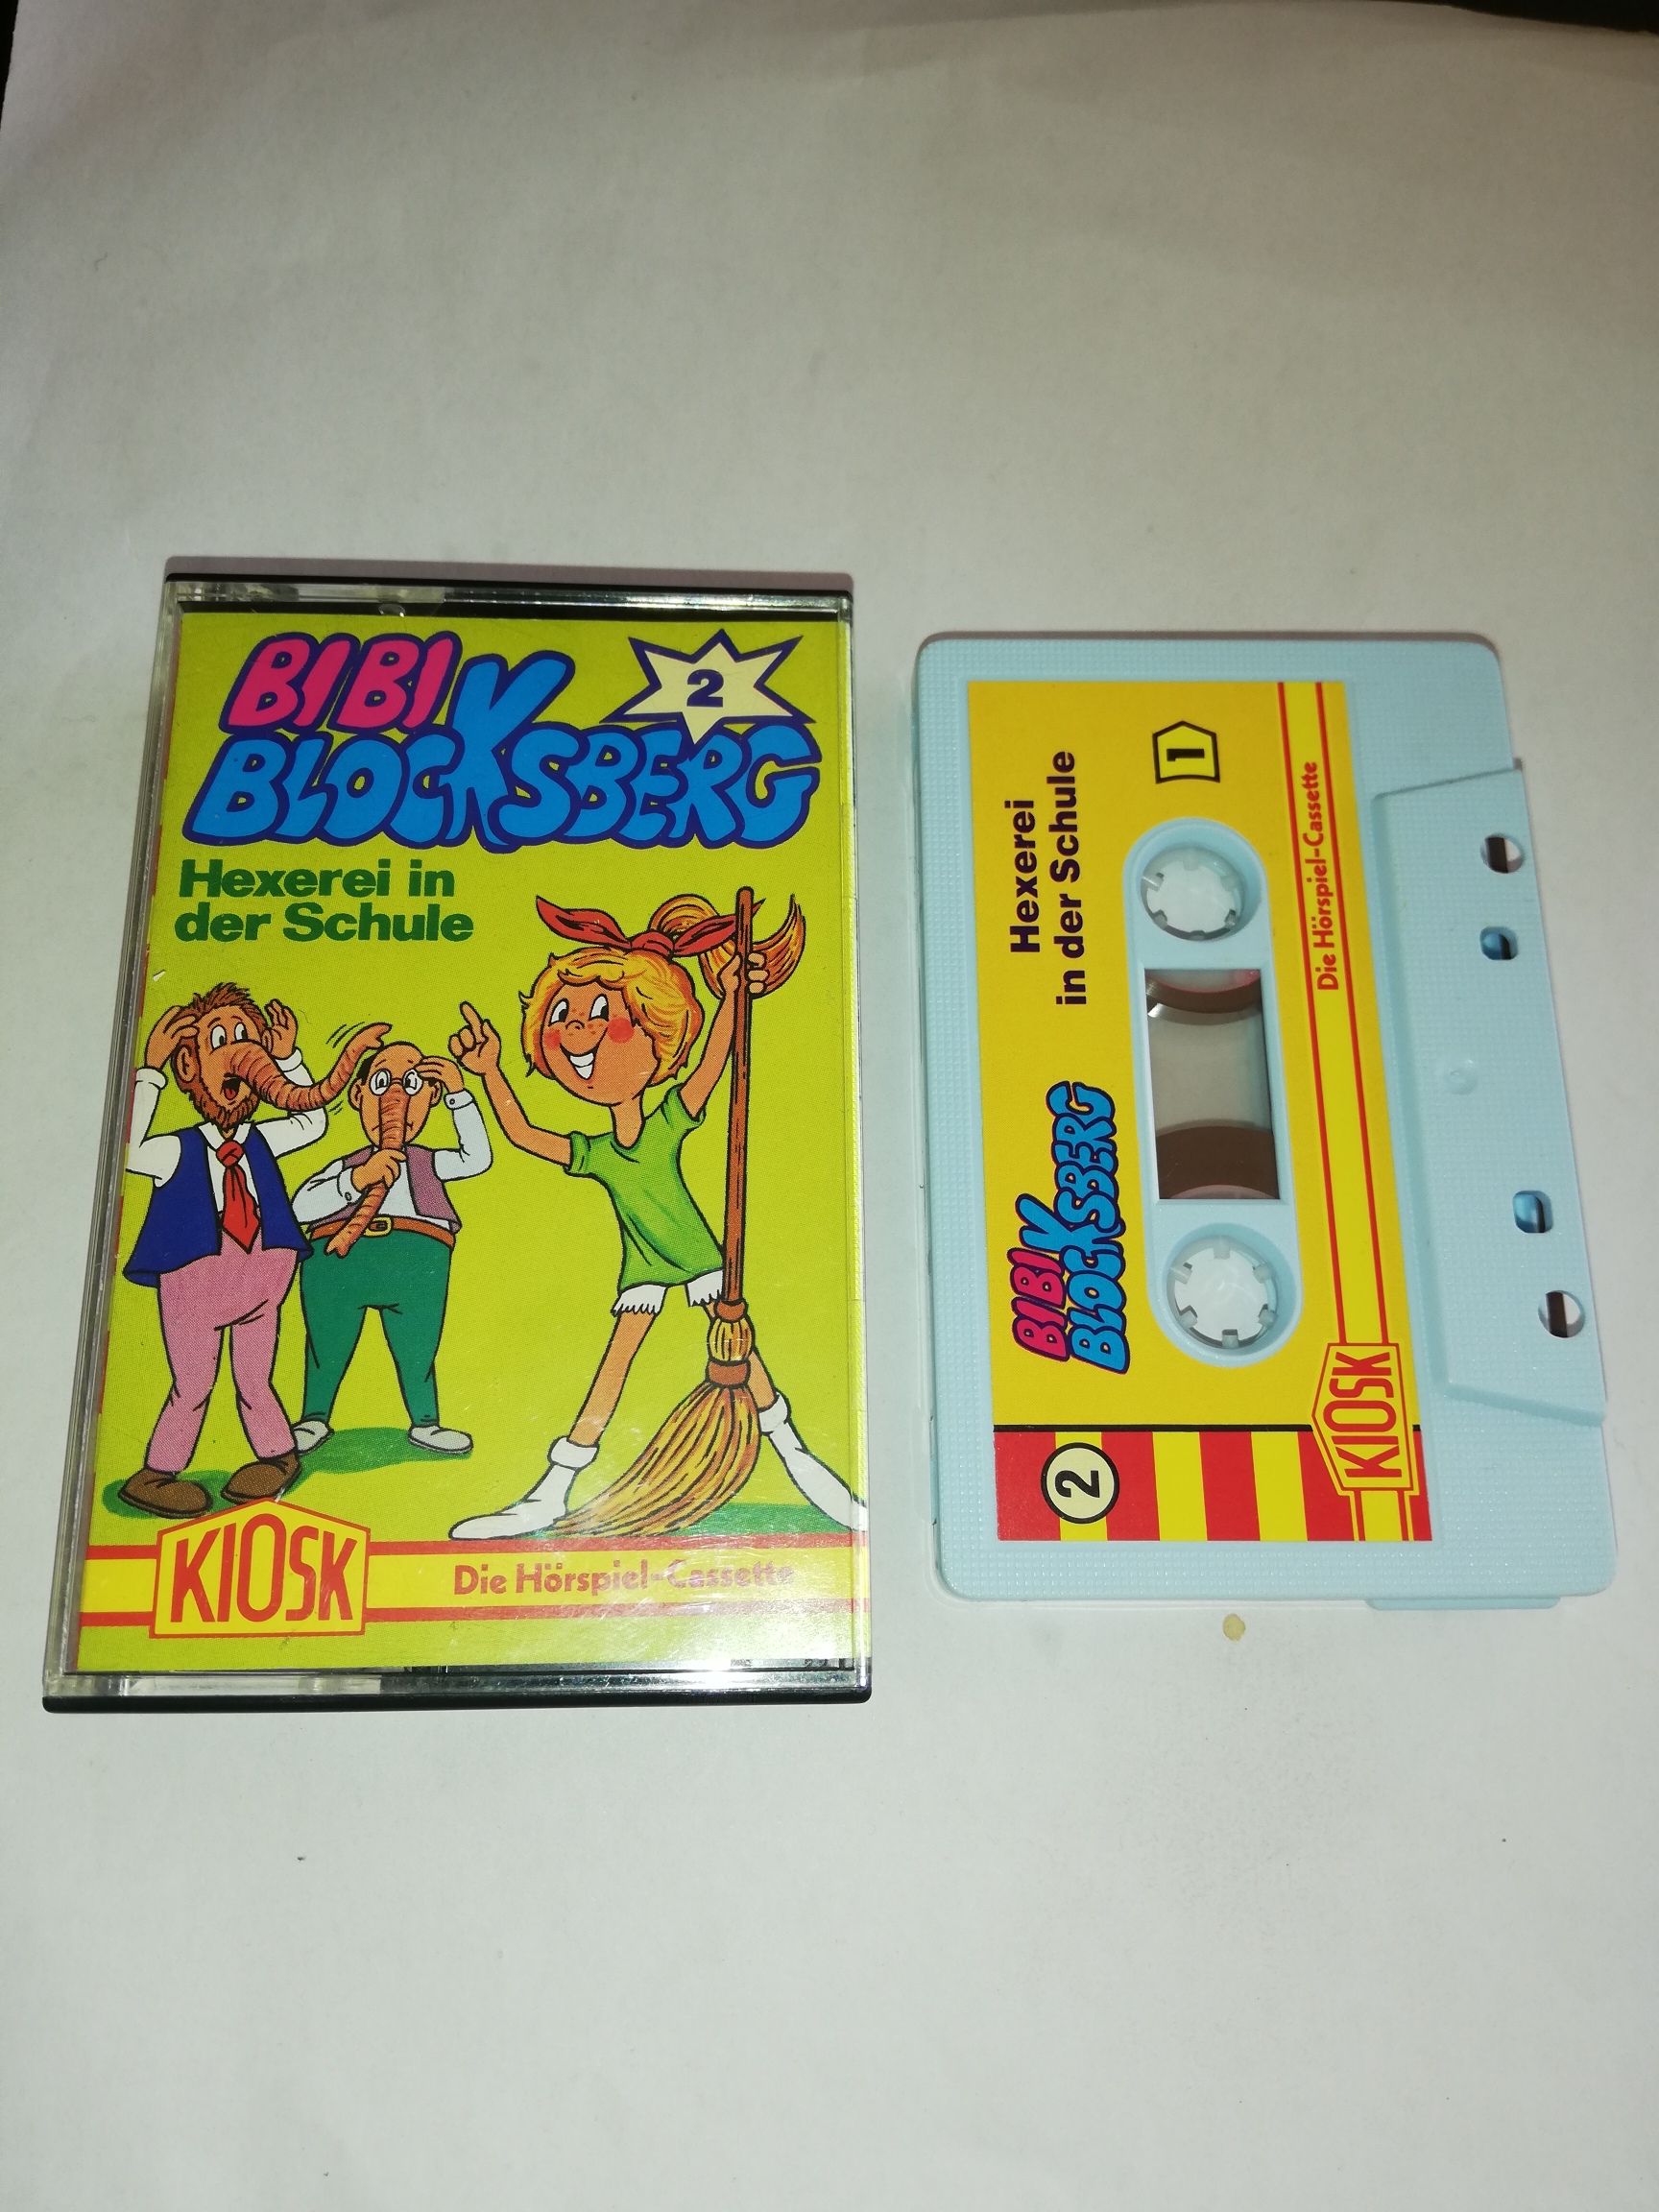 BIBI
BLOCKSBERG
2
Hexerei in
der Schule
KIOSK
Die Hörspiel-Cassette
2
BIBI
BLOCKSBERG
Hexerei
in der Schule
1
KIOSK
Die Hörspiel-Cassette